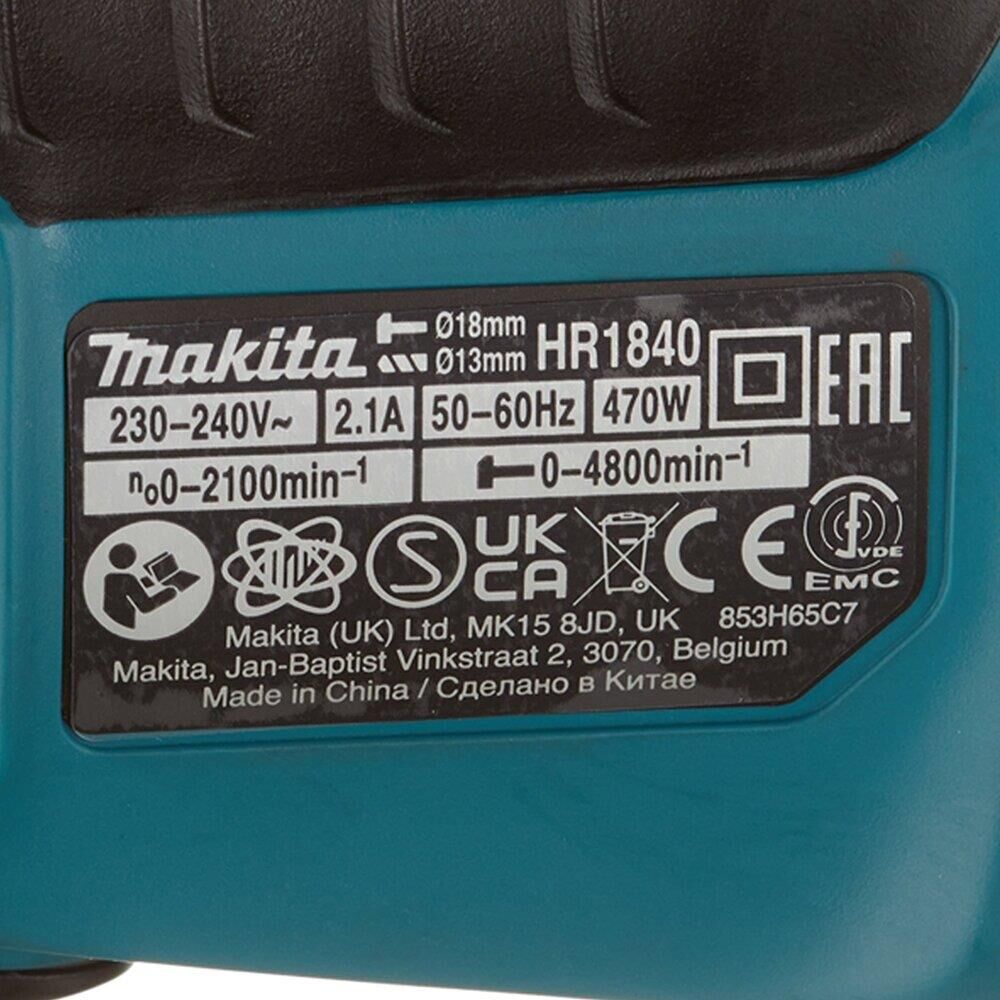 Makita Ø18mm HR1840
Ø13mm
EAC
230–240V~ 2.1A 50–60Hz 470W
n₀0–2100min⁻¹ 0–4800min⁻¹
S UK CA CE VDE EMC
Makita (UK) Ltd, MK15 8JD, UK 853H65C7
Makita, Jan-Baptist Vinkstraat 2, 3070, Belgium
Made in China / Сделано в Китае